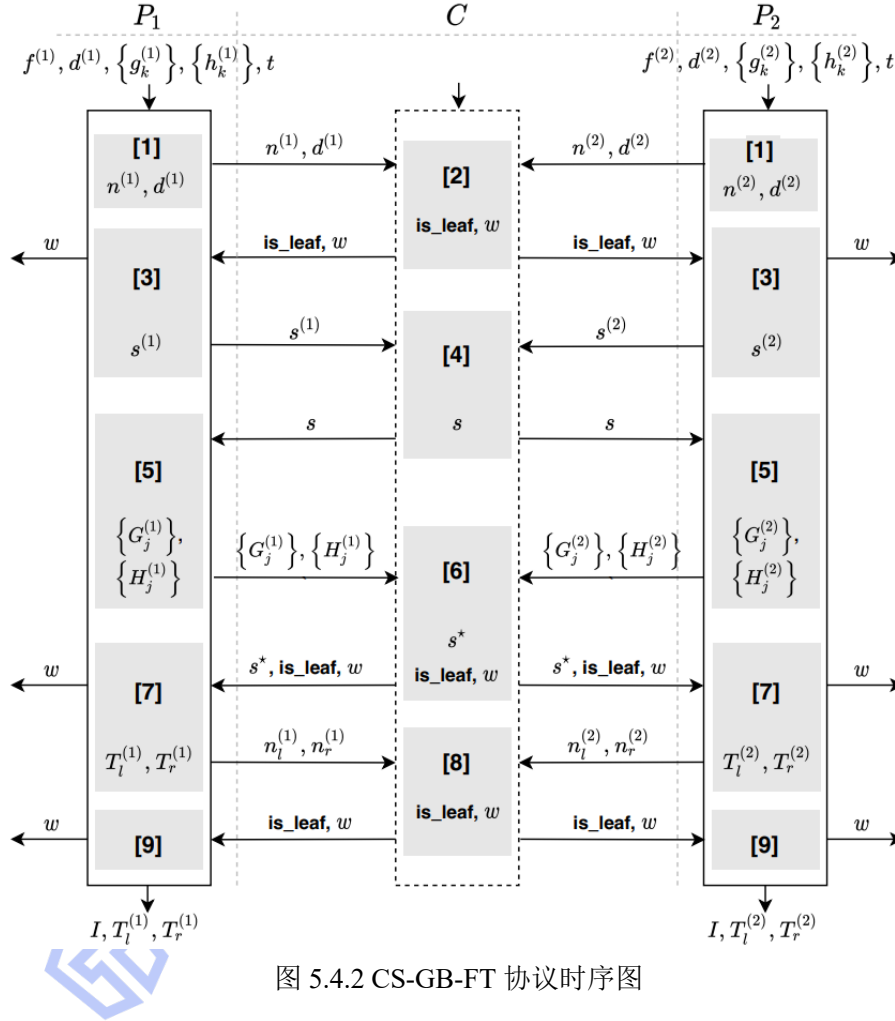 P₁ C P₂
f⁽¹⁾, d⁽¹⁾, {g_k⁽¹⁾}, {h_k⁽¹⁾}, t f⁽²⁾, d⁽²⁾, {g_k⁽²⁾}, {h_k⁽²⁾}, t
[1] n⁽¹⁾, d⁽¹⁾ n⁽²⁾, d⁽²⁾ [1]
n⁽¹⁾, d⁽¹⁾ [2] n⁽²⁾, d⁽²⁾
is_leaf, w
w is_leaf, w is_leaf, w w
[3] [3]
s⁽¹⁾ s⁽²⁾
s⁽¹⁾ [4] s⁽²⁾
s s s
[5] [5]
{G_j⁽¹⁾}, {G_j⁽²⁾},
{G_j⁽¹⁾}, {H_j⁽¹⁾} {G_j⁽²⁾}, {H_j⁽²⁾}
{H_j⁽¹⁾} [6] {H_j⁽²⁾}
s⋆
w s⋆, is_leaf, w is_leaf, w s⋆, is_leaf, w w
[7] [7]
n_l⁽¹⁾, n_r⁽¹⁾ n_l⁽²⁾, n_r⁽²⁾
T_l⁽¹⁾, T_r⁽¹⁾ [8] T_l⁽²⁾, T_r⁽²⁾
is_leaf, w
w is_leaf, w is_leaf, w w
[9] [9]
I, T_l⁽¹⁾, T_r⁽¹⁾ I, T_l⁽²⁾, T_r⁽²⁾
图 5.4.2 CS-GB-FT 协议时序图